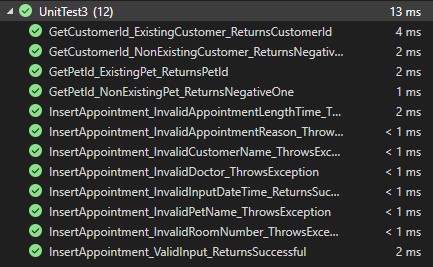 UnitTest3 (12) 13 ms
GetCustomerId_ExistingCustomer_ReturnsCustomerId 4 ms
GetCustomerId_NonExistingCustomer_ReturnsNegativ... 2 ms
GetPetId_ExistingPet_ReturnsPetId 2 ms
GetPetId_NonExistingPet_ReturnsNegativeOne 1 ms
InsertAppointment_InvalidAppointmentLengthTime_T... 2 ms
InsertAppointment_InvalidAppointmentReason_Throw... < 1 ms
InsertAppointment_InvalidCustomerName_ThrowsExc... < 1 ms
InsertAppointment_InvalidDoctor_ThrowsException < 1 ms
InsertAppointment_InvalidInputDateTime_ReturnsSuc... < 1 ms
InsertAppointment_InvalidPetName_ThrowsException < 1 ms
InsertAppointment_InvalidRoomNumber_ThrowsExce... < 1 ms
InsertAppointment_ValidInput_ReturnsSuccessful 2 ms